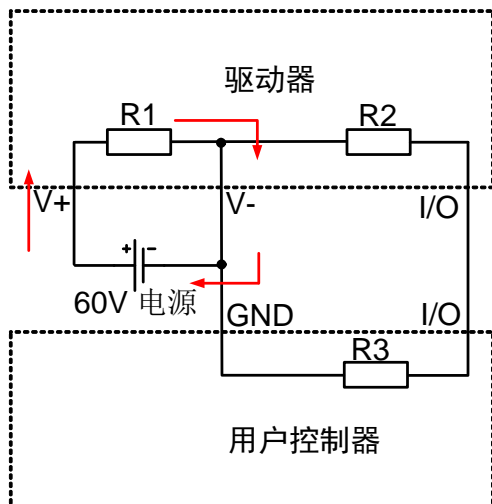 驱动器
R1
R2
V+
V-
I/O
60V 电源
GND
I/O
R3
用户控制器